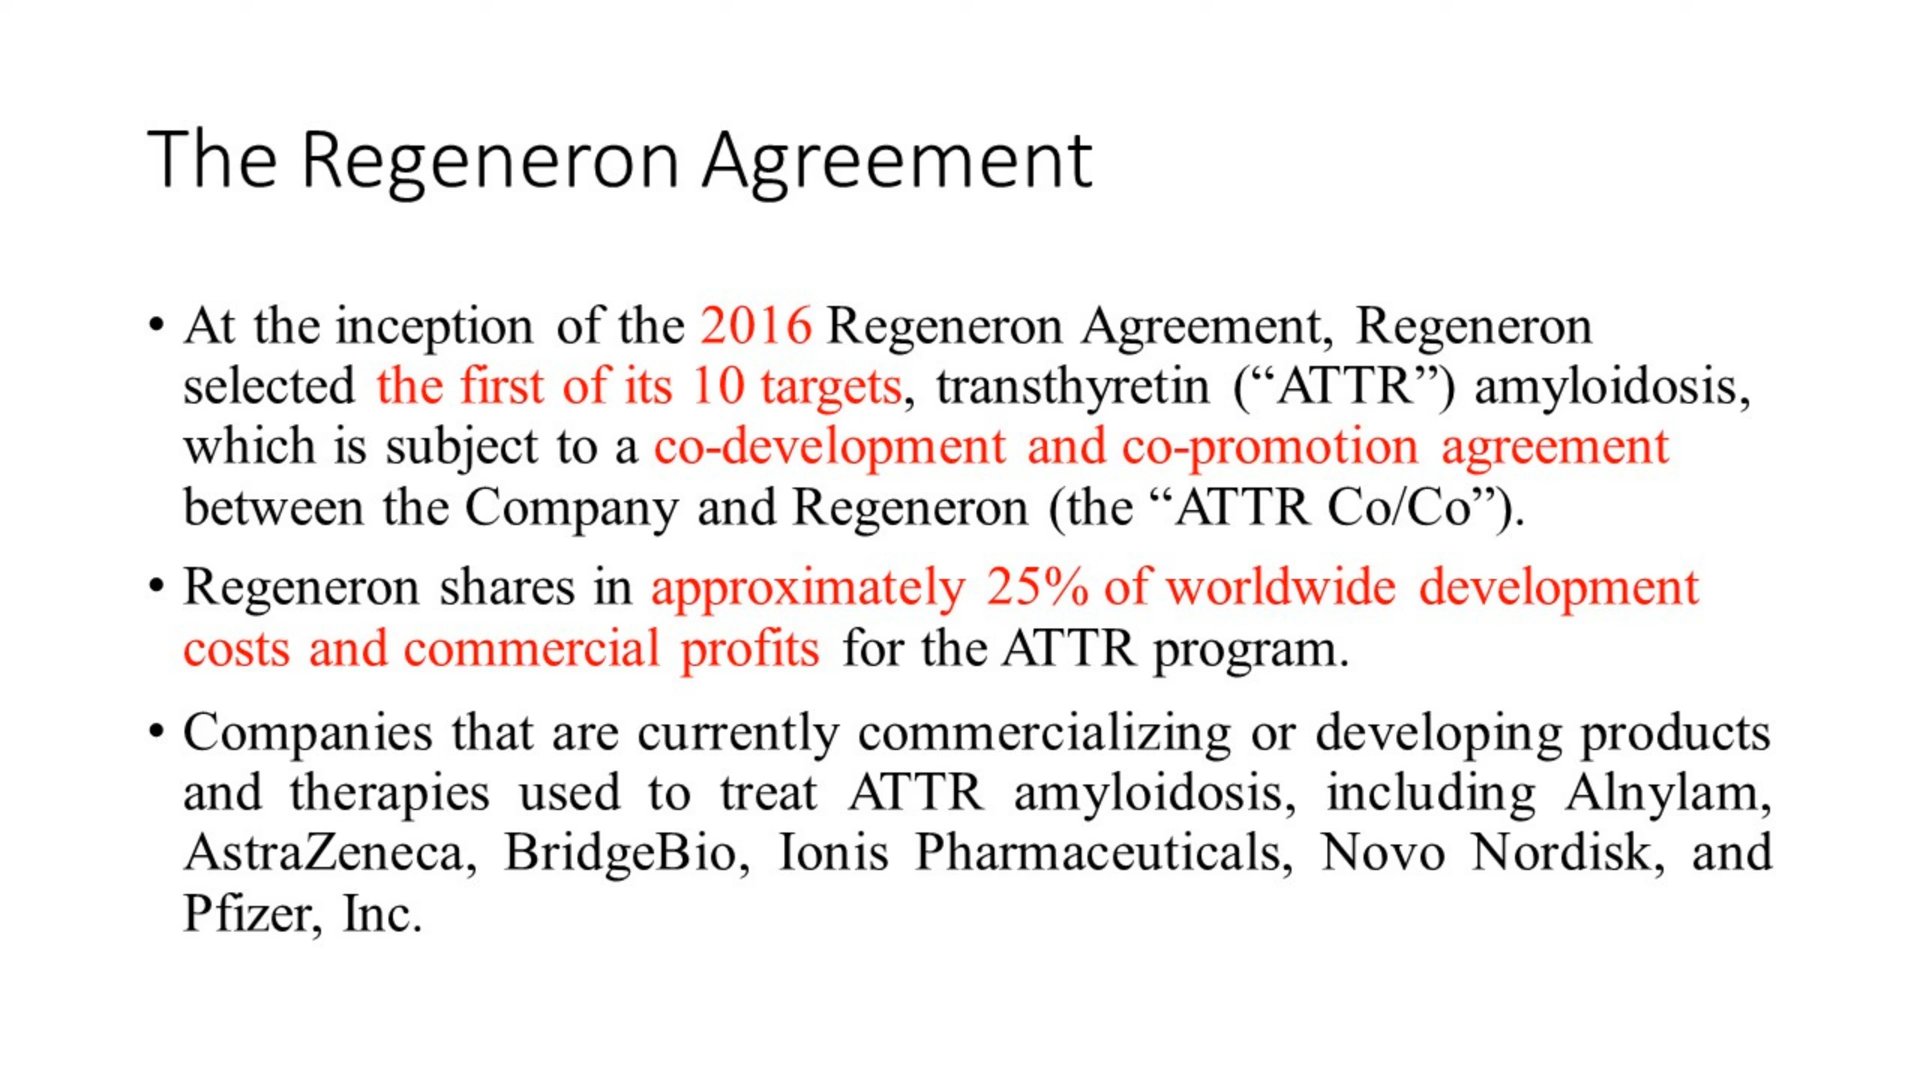 The Regeneron Agreement
• At the inception of the 2016 Regeneron Agreement, Regeneron
selected the first of its 10 targets, transthyretin (“ATTR”) amyloidosis,
which is subject to a co-development and co-promotion agreement
between the Company and Regeneron (the “ATTR Co/Co”).
• Regeneron shares in approximately 25% of worldwide development
costs and commercial profits for the ATTR program.
• Companies that are currently commercializing or developing products
and therapies used to treat ATTR amyloidosis, including Alnylam,
AstraZeneca, BridgeBio, Ionis Pharmaceuticals, Novo Nordisk, and
Pfizer, Inc.